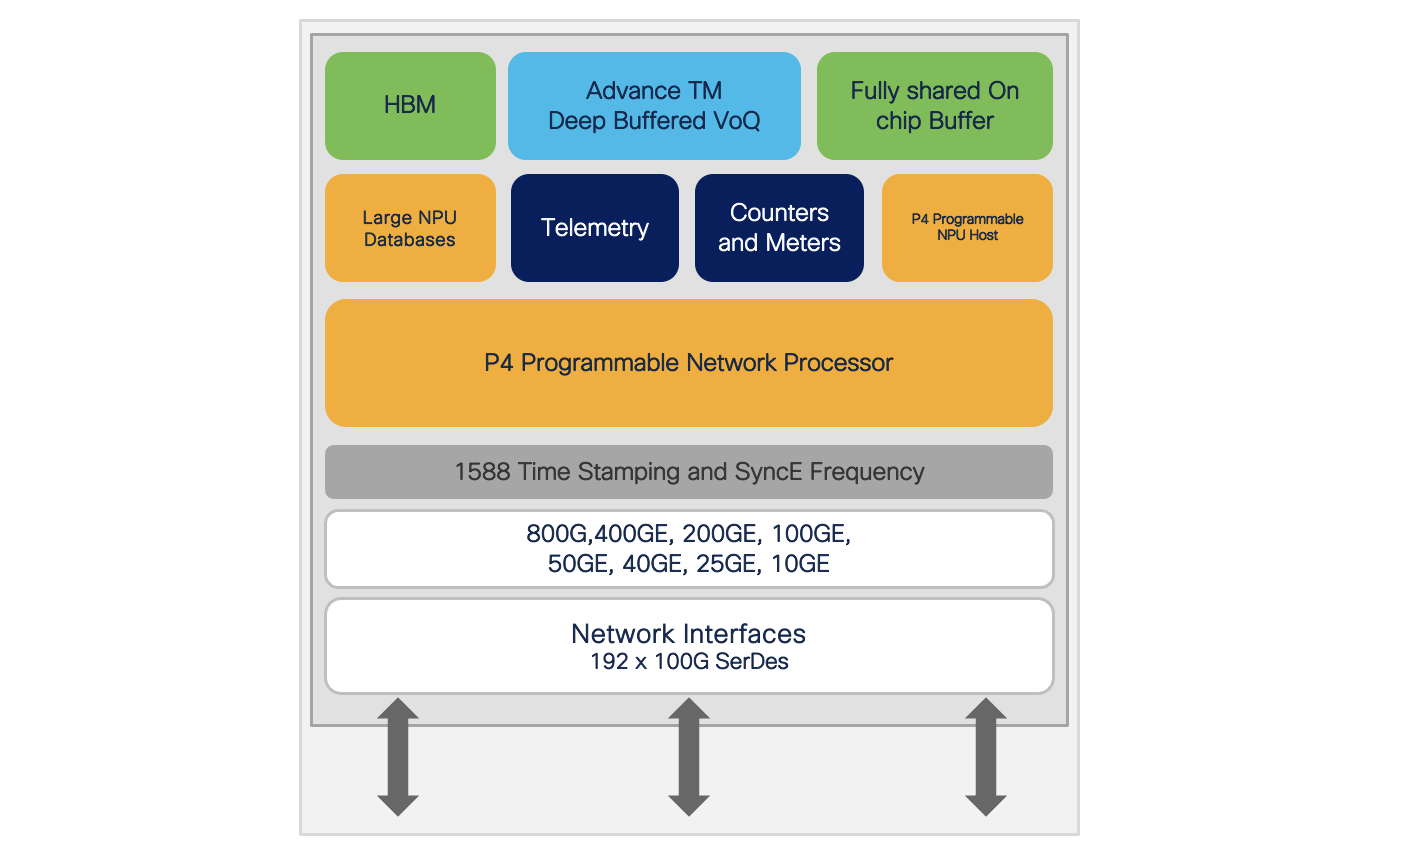 HBM
Advance TM
Deep Buffered VoQ
Fully shared On
chip Buffer
Large NPU
Databases
Telemetry
Counters
and Meters
P4 Programmable
NPU Host
P4 Programmable Network Processor
1588 Time Stamping and SyncE Frequency
800G,400GE, 200GE, 100GE,
50GE, 40GE, 25GE, 10GE
Network Interfaces
192 x 100G SerDes